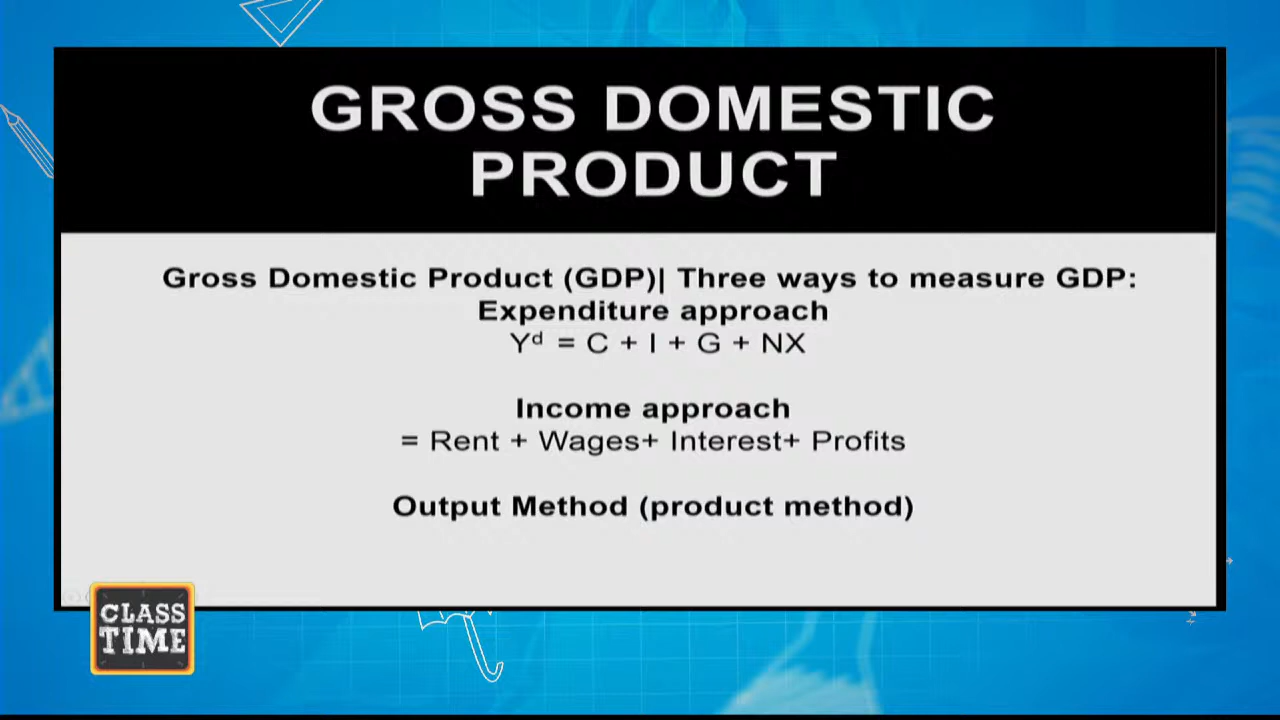 GROSS DOMESTIC
PRODUCT
Gross Domestic Product (GDP)| Three ways to measure GDP:
Expenditure approach
Yᵈ = C + I + G + NX
Income approach
= Rent + Wages+ Interest+ Profits
Output Method (product method)
CLASS
TIME